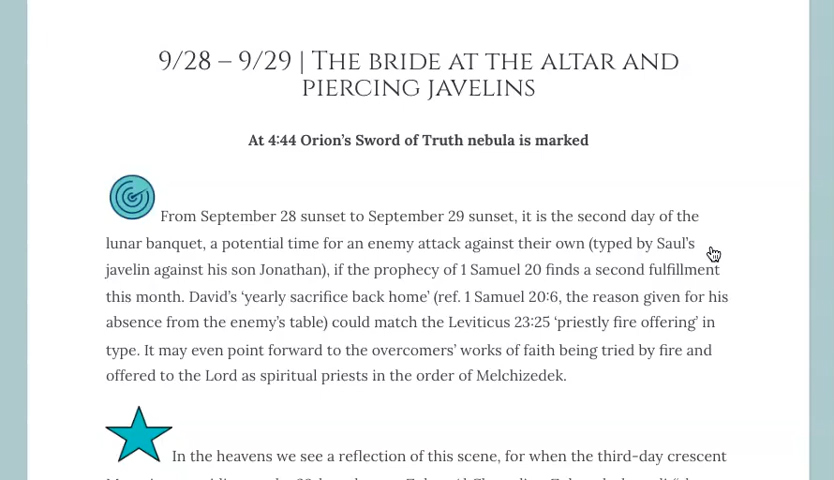 9/28 – 9/29 | The bride at the altar and
piercing javelins
At 4:44 Orion's Sword of Truth nebula is marked
From September 28 sunset to September 29 sunset, it is the second day of the
lunar banquet, a potential time for an enemy attack against their own (typed by Saul's
javelin against his son Jonathan), if the prophecy of 1 Samuel 20 finds a second fulfillment
this month. David's 'yearly sacrifice back home' (ref. 1 Samuel 20:6, the reason given for his
absence from the enemy's table) could match the Leviticus 23:25 'priestly fire offering' in
type. It may even point forward to the overcomers' works of faith being tried by fire and
offered to the Lord as spiritual priests in the order of Melchizedek.
In the heavens we see a reflection of this scene, for when the third-day crescent